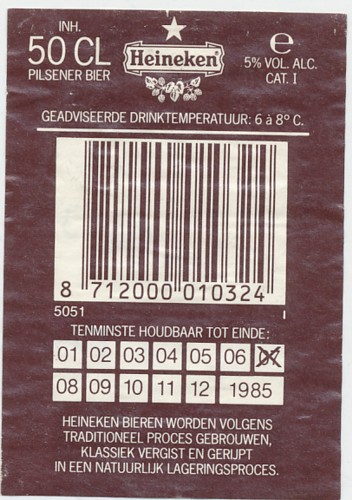 INH.
50 CL
PILSENER BIER
Heineken
℮
5% VOL. ALC.
CAT. I
GEADVISEERDE DRINKTEMPERATUUR: 6 à 8° C.
8 712000 010324
5051 I
TENMINSTE HOUDBAAR TOT EINDE:
01 02 03 04 05 06 07
08 09 10 11 12 1985
HEINEKEN BIEREN WORDEN VOLGENS
TRADITIONEEL PROCES GEBROUWEN,
KLASSIEK VERGIST EN GERIJPT
IN EEN NATUURLIJK LAGERINGSPROCES.